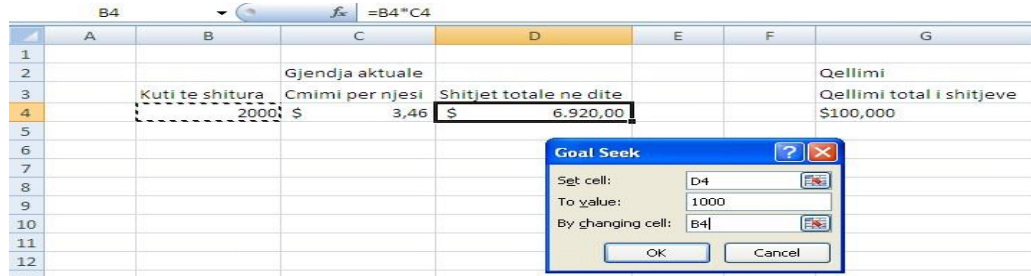 B4 fx =B4*C4
A B C D E F G
1
2 Gjendja aktuale Qellimi
3 Kuti te shitura Cmimi per njesi Shitjet totale ne dite Qellimi total i shitjeve
4 2000 $ 3,46 $ 6.920,00 $100,000
5
6
7
8
9
10
11
12
Goal Seek
Set cell: D4
To value: 1000
By changing cell: B4
OK Cancel